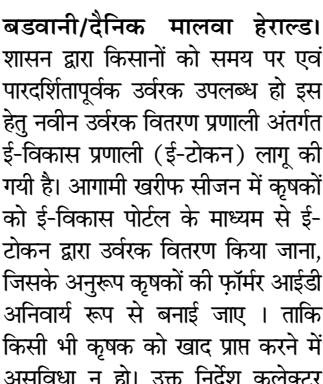 बडवानी/दैनिक मालवा हेराल्ड।
शासन द्वारा किसानों को समय पर एवं
पारदर्शितापूर्वक उर्वरक उपलब्ध हो इस
हेतु नवीन उर्वरक वितरण प्रणाली अंतर्गत
ई-विकास प्रणाली (ई-टोकन) लागू की
गयी है। आगामी खरीफ सीजन में कृषकों
को ई-विकास पोर्टल के माध्यम से ई-
टोकन द्वारा उर्वरक वितरण किया जाना,
जिसके अनुरूप कृषकों की फ़ॉर्मर आईडी
अनिवार्य रूप से बनाई जाए । ताकि
किसी भी कृषक को खाद प्राप्त करने में
असुविधा न हो। उक्त निर्देश कलेक्टर